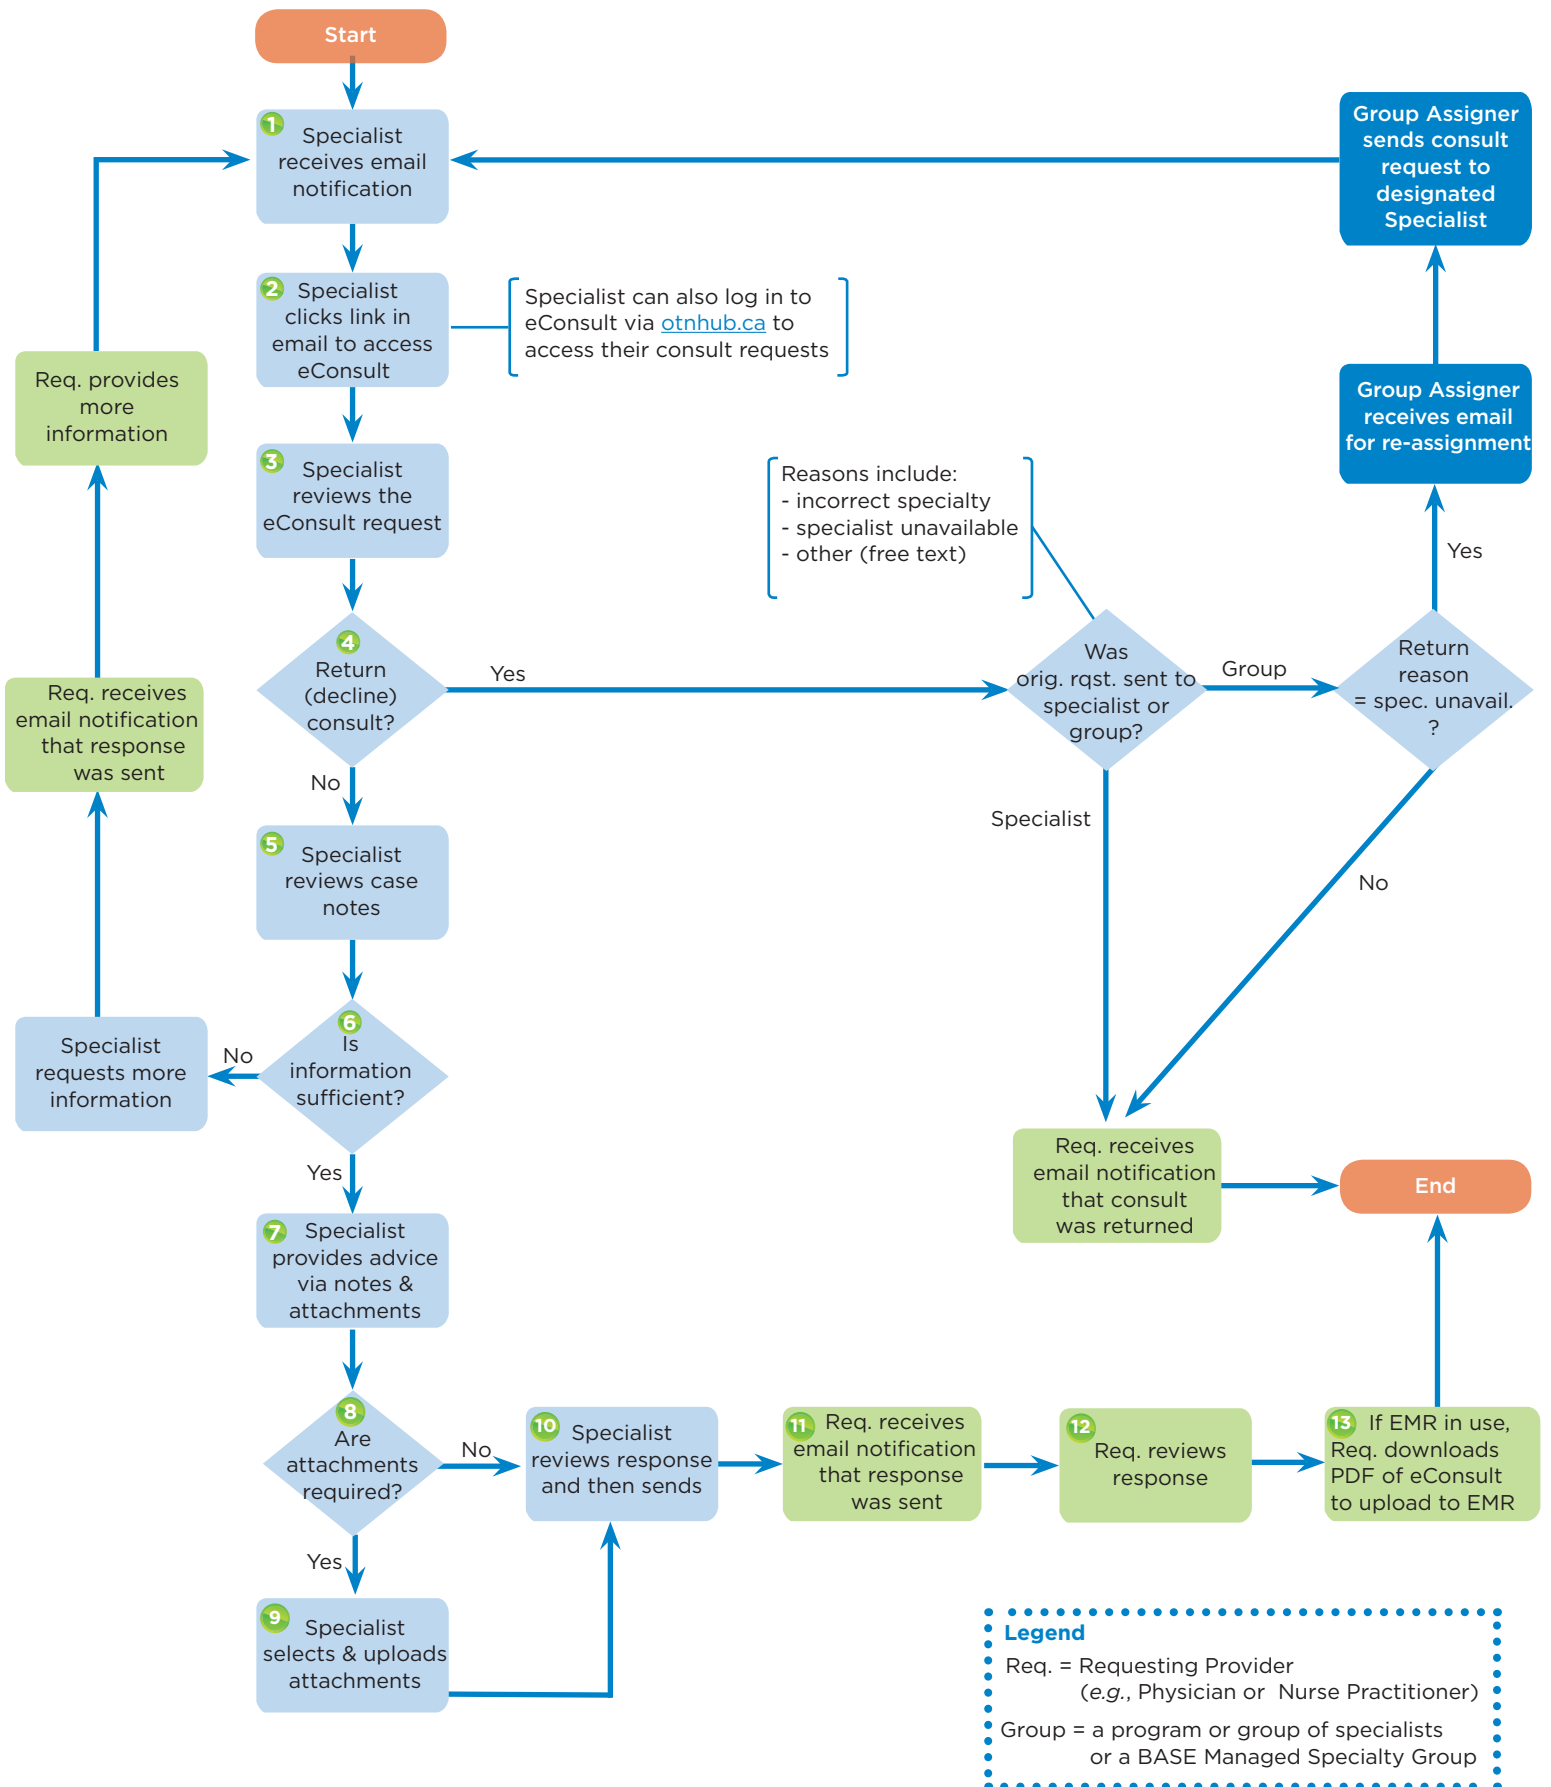 Start
1
Specialist
receives email
notification
Group Assigner
sends consult
request to
designated
Specialist
2
Specialist
clicks link in
email to access
eConsult
Specialist can also log in to
eConsult via otnhub.ca to
access their consult requests
Req. provides
more
information
Group Assigner
receives email
for re-assignment
3
Specialist
reviews the
eConsult request
Reasons include:
- incorrect specialty
- specialist unavailable
- other (free text)
Yes
4
Return
(decline)
consult?
Yes
Was
orig. rqst. sent to
specialist or
group?
Group
Return
reason
= spec. unavail.
?
Req. receives
email notification
that response
was sent
No
Specialist
No
5
Specialist
reviews case
notes
6
Is
information
sufficient?
No
Specialist
requests more
information
Yes
Req. receives
email notification
that consult
was returned
End
7
Specialist
provides advice
via notes &
attachments
8
Are
attachments
required?
No
10
Specialist
reviews response
and then sends
11
Req. receives
email notification
that response
was sent
12
Req. reviews
response
13
If EMR in use,
Req. downloads
PDF of eConsult
to upload to EMR
Yes
9
Specialist
selects & uploads
attachments
Legend
Req. = Requesting Provider
(e.g., Physician or Nurse Practitioner)
Group = a program or group of specialists
or a BASE Managed Specialty Group